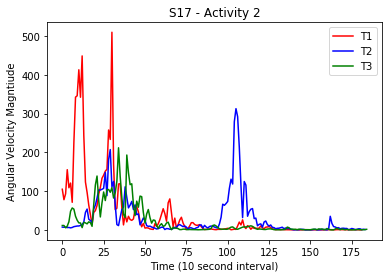 S17 - Activity 2
T1
T2
T3
Angular Velocity Magntiude
500
400
300
200
100
0
0 25 50 75 100 125 150 175
Time (10 second interval)